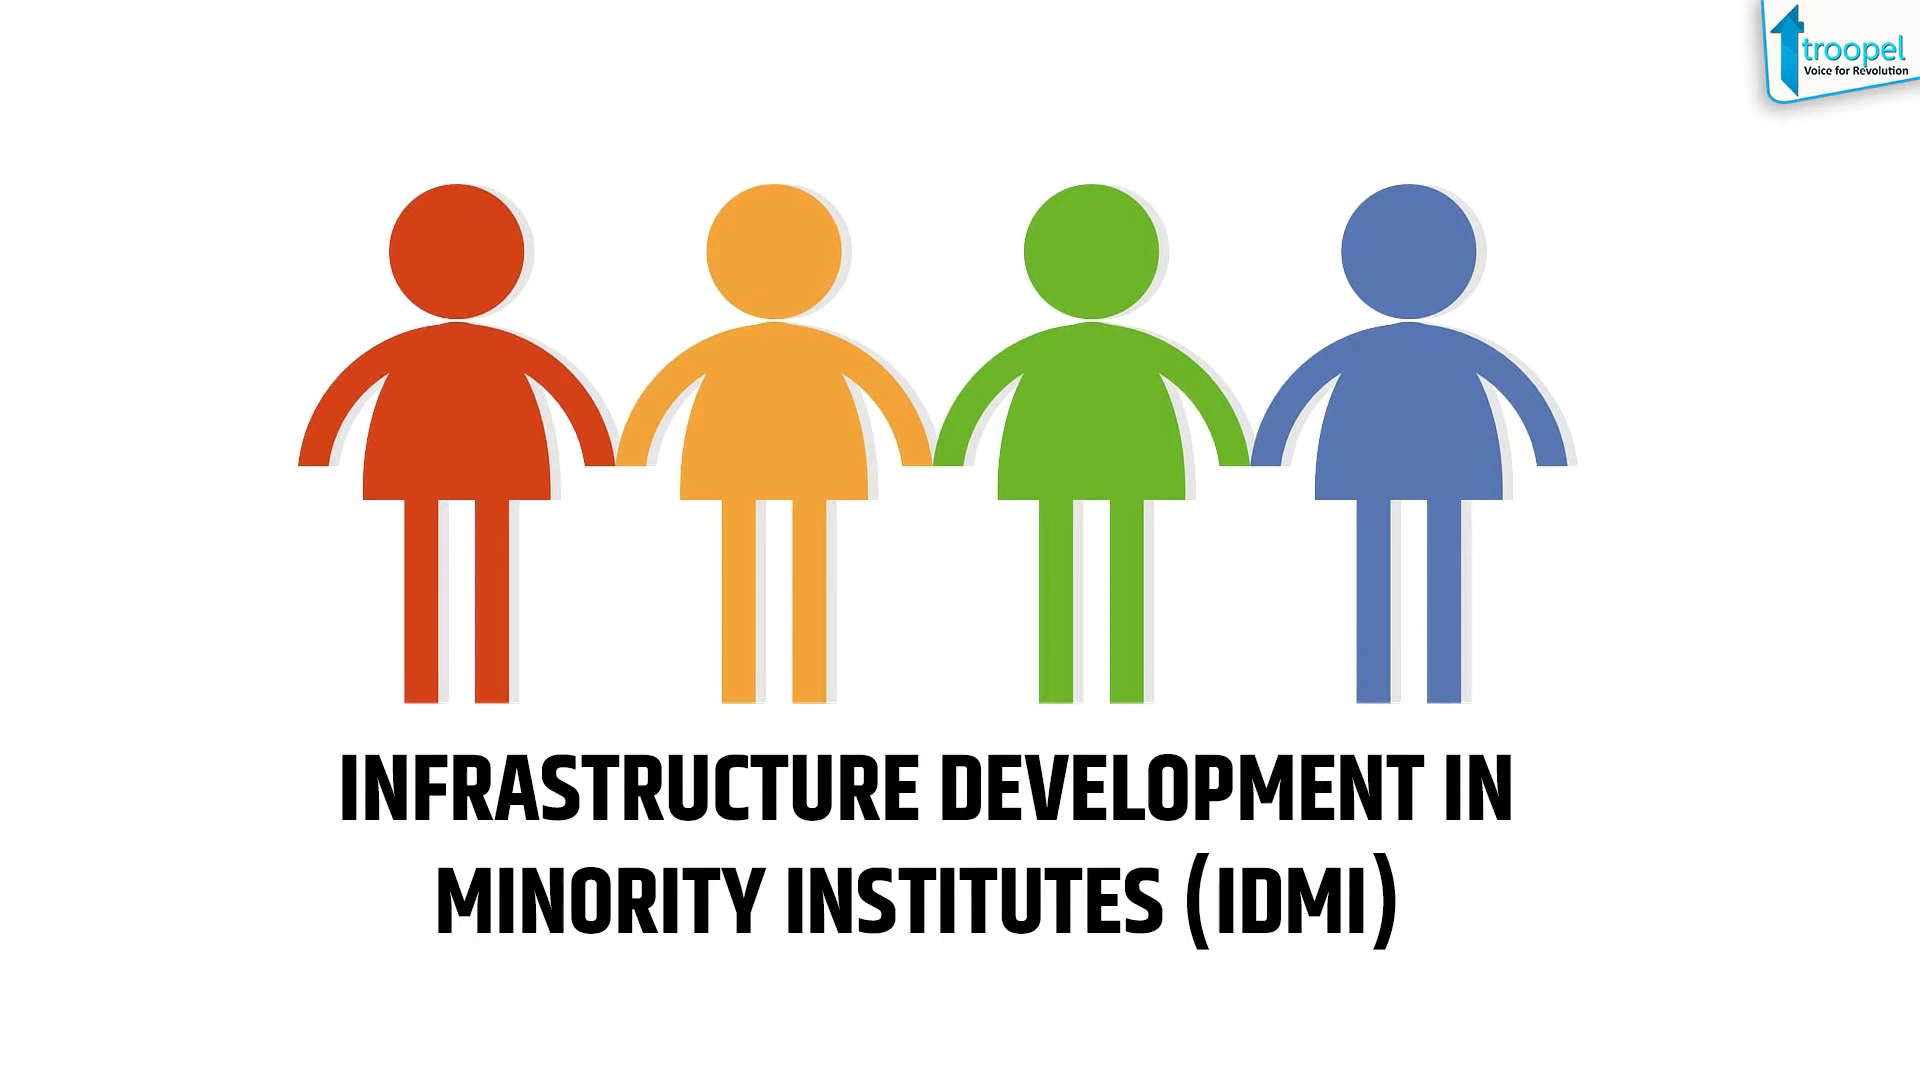 troopel
Voice for Revolution
INFRASTRUCTURE DEVELOPMENT IN
MINORITY INSTITUTES (IDMI)